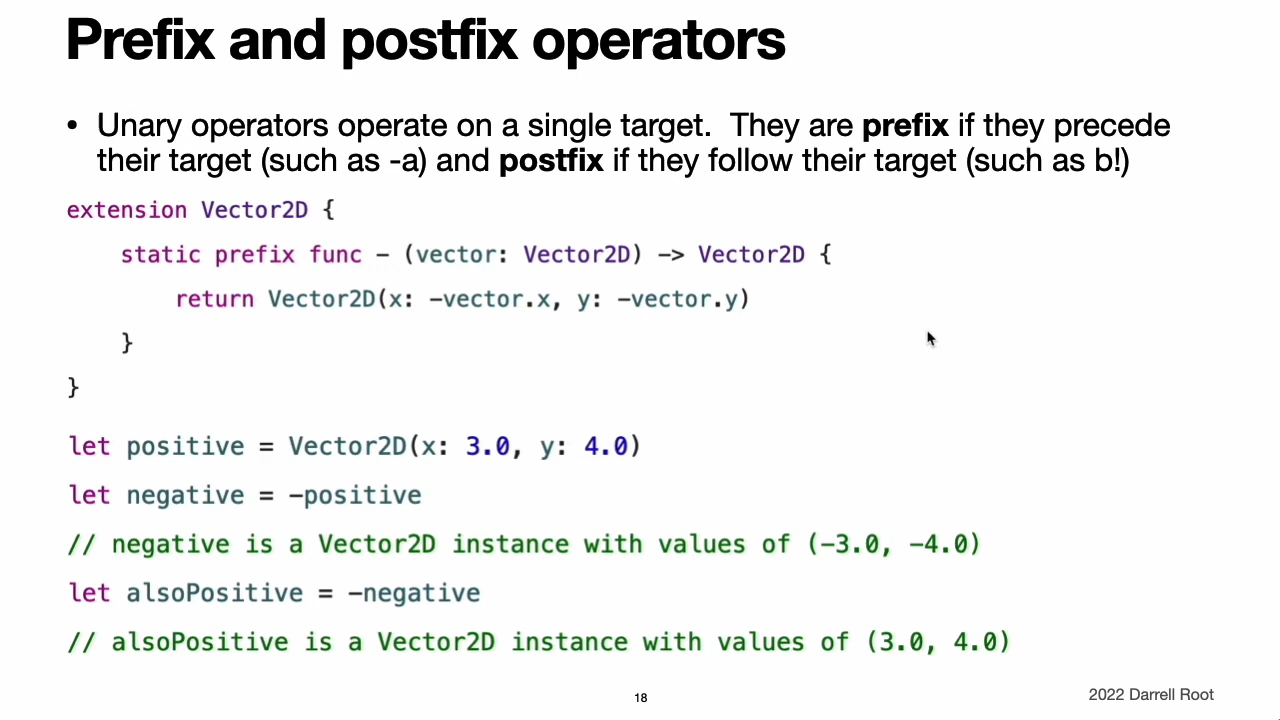 Prefix and postfix operators
• Unary operators operate on a single target.  They are prefix if they precede
their target (such as -a) and postfix if they follow their target (such as b!)
extension Vector2D {
    static prefix func - (vector: Vector2D) -> Vector2D {
        return Vector2D(x: -vector.x, y: -vector.y)
    }
}
let positive = Vector2D(x: 3.0, y: 4.0)
let negative = -positive
// negative is a Vector2D instance with values of (-3.0, -4.0)
let alsoPositive = -negative
// alsoPositive is a Vector2D instance with values of (3.0, 4.0)
18
2022 Darrell Root